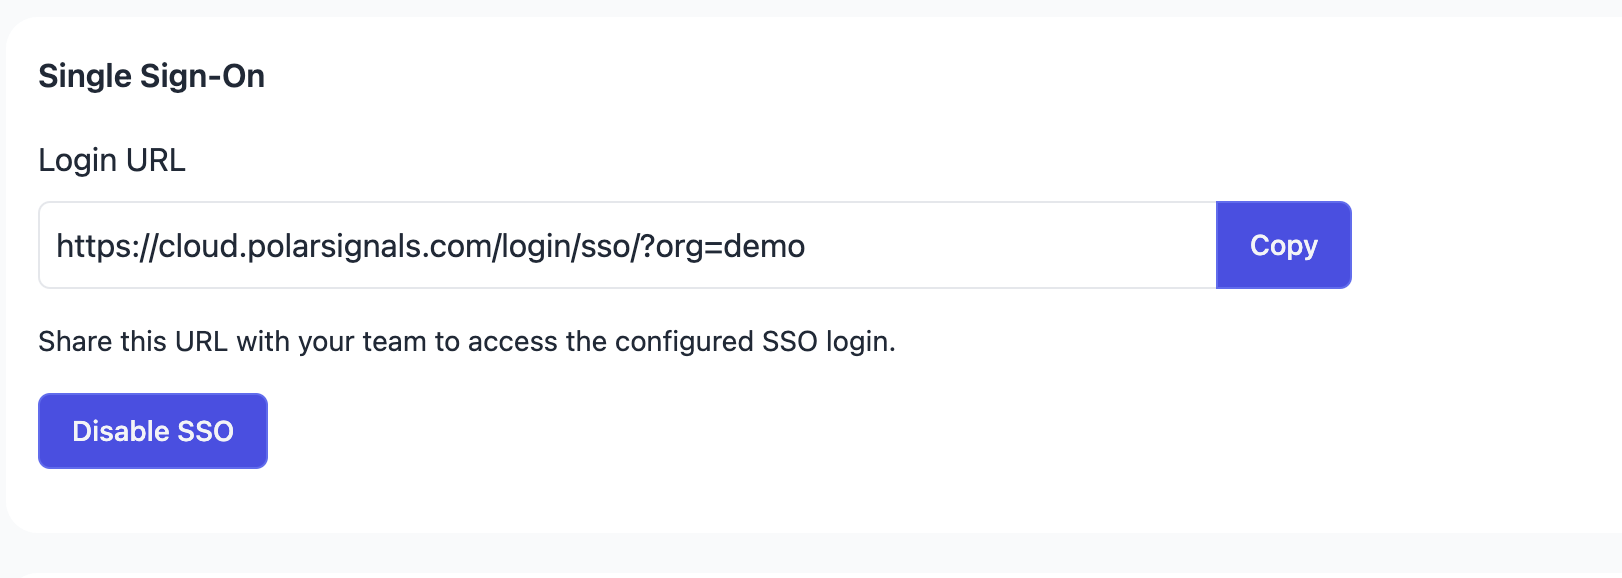 Single Sign-On
Login URL
https://cloud.polarsignals.com/login/sso/?org=demo
Copy
Share this URL with your team to access the configured SSO login.
Disable SSO